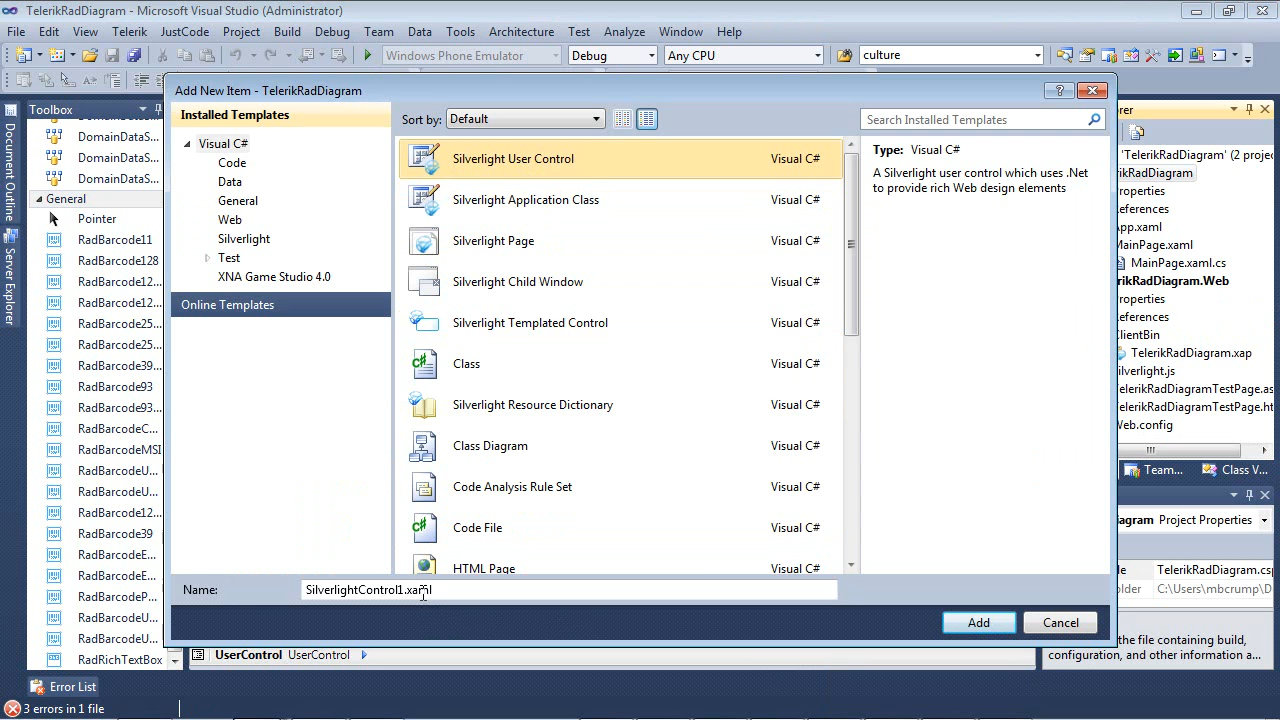 TelerikRadDiagram - Microsoft Visual Studio (Administrator)
File Edit View Telerik JustCode Project Build Debug Team Data Tools Architecture Test Analyze Window Help
Windows Phone Emulator Debug Any CPU culture
Add New Item - TelerikRadDiagram
Toolbox
Document Outline
Server Explorer
DomainDataS...
DomainDataS...
DomainDataS...
General
Pointer
RadBarcode11
RadBarcode128
RadBarcode12...
RadBarcode12...
RadBarcode25...
RadBarcode25...
RadBarcode39...
RadBarcode93
RadBarcode93...
RadBarcodeC...
RadBarcodeMSI
RadBarcodeU...
RadBarcodeU...
RadBarcode12...
RadBarcode39
RadBarcodeE...
RadBarcodeE...
RadBarcodeP...
RadBarcodeU...
RadBarcodeU...
RadRichTextBox
Installed Templates
Visual C#
Code
Data
General
Web
Silverlight
Test
XNA Game Studio 4.0
Online Templates
Sort by: Default
Search Installed Templates
Silverlight User Control Visual C#
Silverlight Application Class Visual C#
Silverlight Page Visual C#
Silverlight Child Window Visual C#
Silverlight Templated Control Visual C#
Class Visual C#
Silverlight Resource Dictionary Visual C#
Class Diagram Visual C#
Code Analysis Rule Set Visual C#
Code File Visual C#
HTML Page Visual C#
Type: Visual C#
A Silverlight user control which uses .Net
to provide rich Web design elements
Name: SilverlightControl1.xaml
Add Cancel
orer
'TelerikRadDiagram' (2 projec
rikRadDiagram
roperties
eferences
App.xaml
MainPage.xaml
MainPage.xaml.cs
erikRadDiagram.Web
roperties
eferences
ClientBin
TelerikRadDiagram.xap
ilverlight.js
elerikRadDiagramTestPage.as
elerikRadDiagramTestPage.ht
Web.config
Team... Class V...
agram Project Properties
le TelerikRadDiagram.csp
older C:\Users\mbcrump\D
the file containing build,
configuration, and other information a...
UserControl UserControl
Error List
3 errors in 1 file